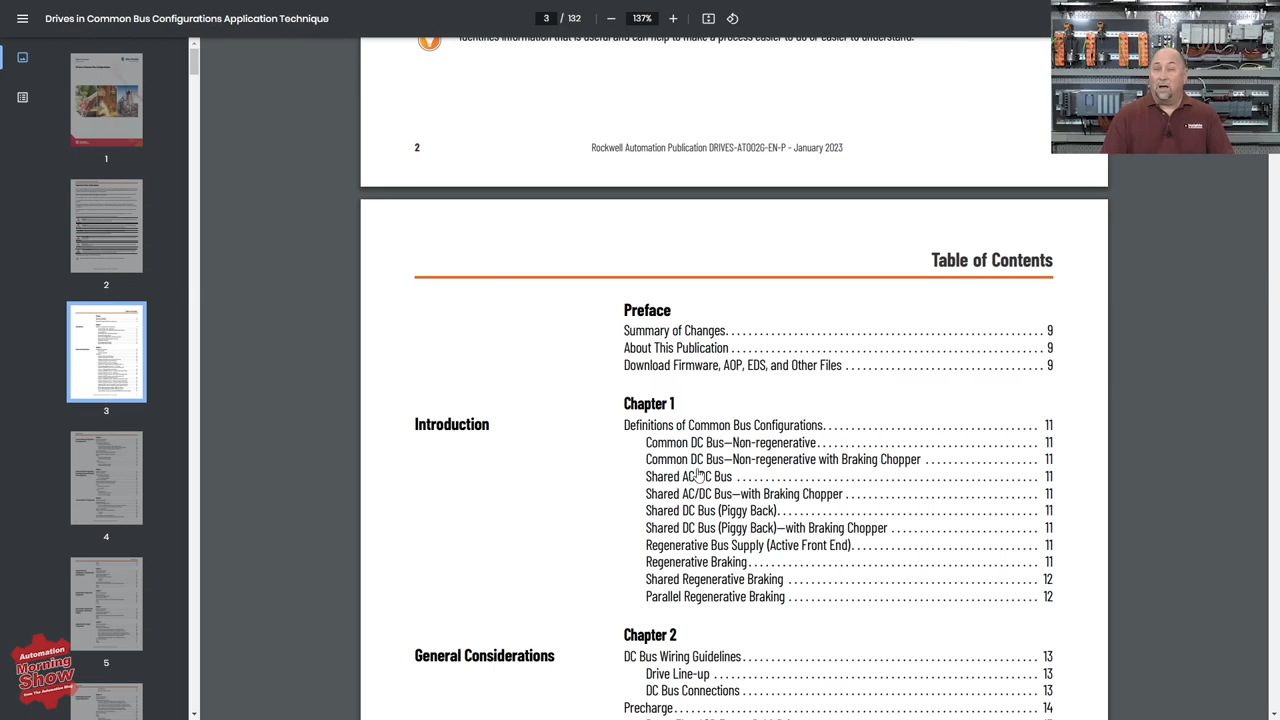 Drives in Common Bus Configurations Application Technique
3 / 132
137%
Identifies information that is useful and can help to make a process easier to do or easier to understand.
2
Rockwell Automation Publication DRIVES-AT002G-EN-P - January 2023
Table of Contents
Preface
Summary of Changes 9
About This Publication 9
Download Firmware, AOP, EDS, and Other Files 9
Chapter 1
Introduction
Definitions of Common Bus Configurations 11
Common DC Bus—Non-regenerative 11
Common DC Bus—Non-regenerative with Braking Chopper 11
Shared AC/DC Bus 11
Shared AC/DC Bus—with Braking Chopper 11
Shared DC Bus (Piggy Back) 11
Shared DC Bus (Piggy Back)—with Braking Chopper 11
Regenerative Bus Supply (Active Front End) 11
Regenerative Braking 11
Shared Regenerative Braking 12
Parallel Regenerative Braking 12
Chapter 2
General Considerations
DC Bus Wiring Guidelines 13
Drive Line-up 13
DC Bus Connections 13
Precharge 14
1
2
3
4
5
Automation
Morning
Show